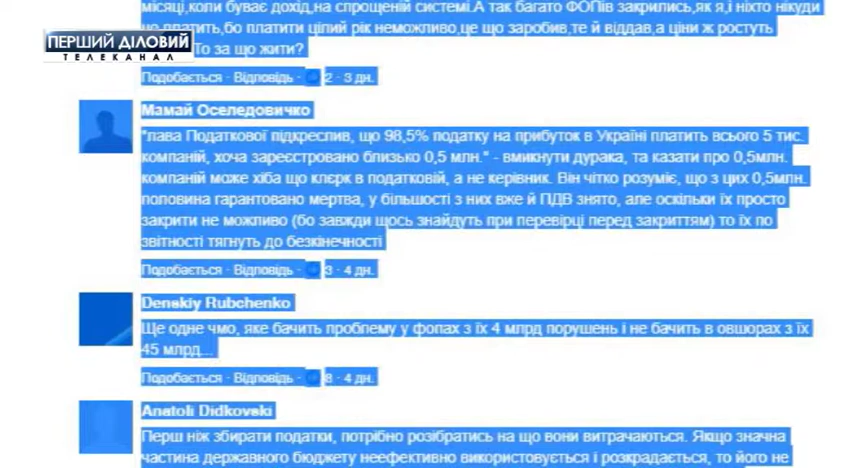 місяці,коли буває дохід,на спрощеній системі.А так багато ФОПів закрились,як я,і ніхто нікуди
не платить,бо платити цілий рік неможливо,це що заробив,те й віддав,а ціни ж ростуть
То за що жити?
ПЕРШИЙ ДІЛОВИЙ
ТЕЛЕКАНАЛ
Подобається · Відповідь · 2 · 3 дн.
Мамай Оселедовичко
"лава Податкової підкреслив, що 98,5% податку на прибуток в Україні платить всього 5 тис.
компаній, хоча зареєстровано близько 0,5 млн." - вмикнути дурака, та казати про 0,5млн.
компаній може хіба що клєрк в податковій, а не керівник. Він чітко розуміє, що з цих 0,5млн.
половина гарантовано мертва, у більшості з них вже й ПДВ знято, але оскільки їх просто
закрити не можливо (бо завжди щось знайдуть при перевірці перед закриттям) то їх по
звітності тягнуть до безкінечності
Подобається · Відповідь · 3 · 4 дн.
Denskiy Rubchenko
Ще одне чмо, яке бачить проблему у фопах з їх 4 млрд порушень і не бачить в овшорах з їх
45 млрд...
Подобається · Відповідь · 8 · 4 дн.
Anatoli Didkovski
Перш ніж збирати податки, потрібно розібратись на що вони витрачаються. Якщо значна
частина державного бюджету неефективно використовується і розкрадається, то його не